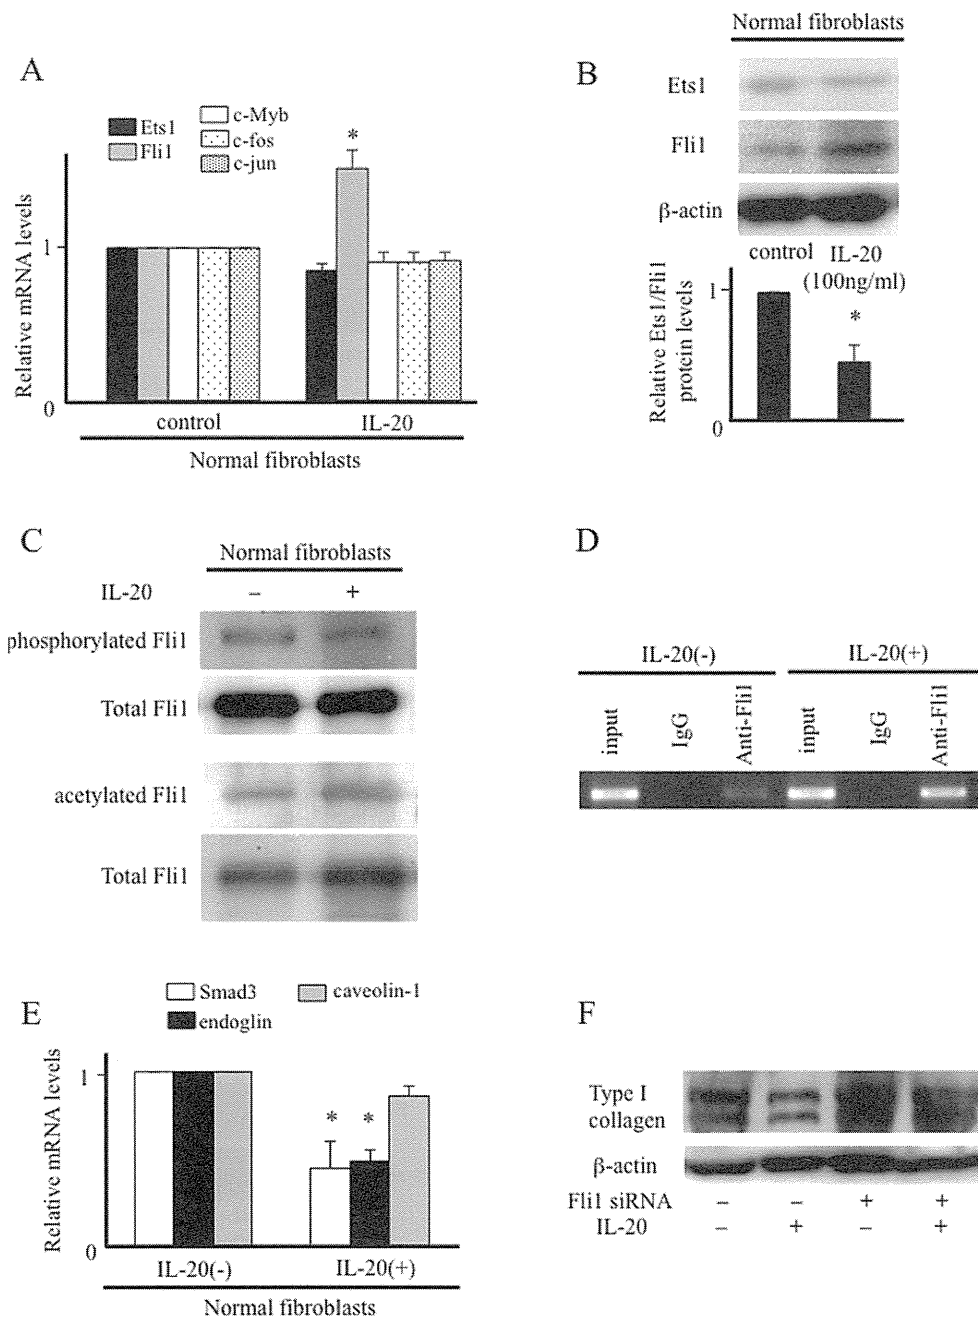 A
Ets1
Fli1
c-Myb
c-fos
c-jun
*
Relative mRNA levels
1
0
control
IL-20
Normal fibroblasts
B
Normal fibroblasts
Ets1
Fli1
β-actin
control
IL-20
(100ng/ml)
Relative Ets1/Fli1
protein levels
1
*
0
C
Normal fibroblasts
IL-20
–
+
phosphorylated Fli1
Total Fli1
acetylated Fli1
Total Fli1
D
IL-20(-)
IL-20(+)
input
IgG
Anti-Fli1
input
IgG
Anti-Fli1
E
Smad3
caveolin-1
endoglin
Relative mRNA levels
1
*
*
0
IL-20(-)
IL-20(+)
Normal fibroblasts
F
Type I
collagen
β-actin
Fli1 siRNA – – + +
IL-20 – + – +